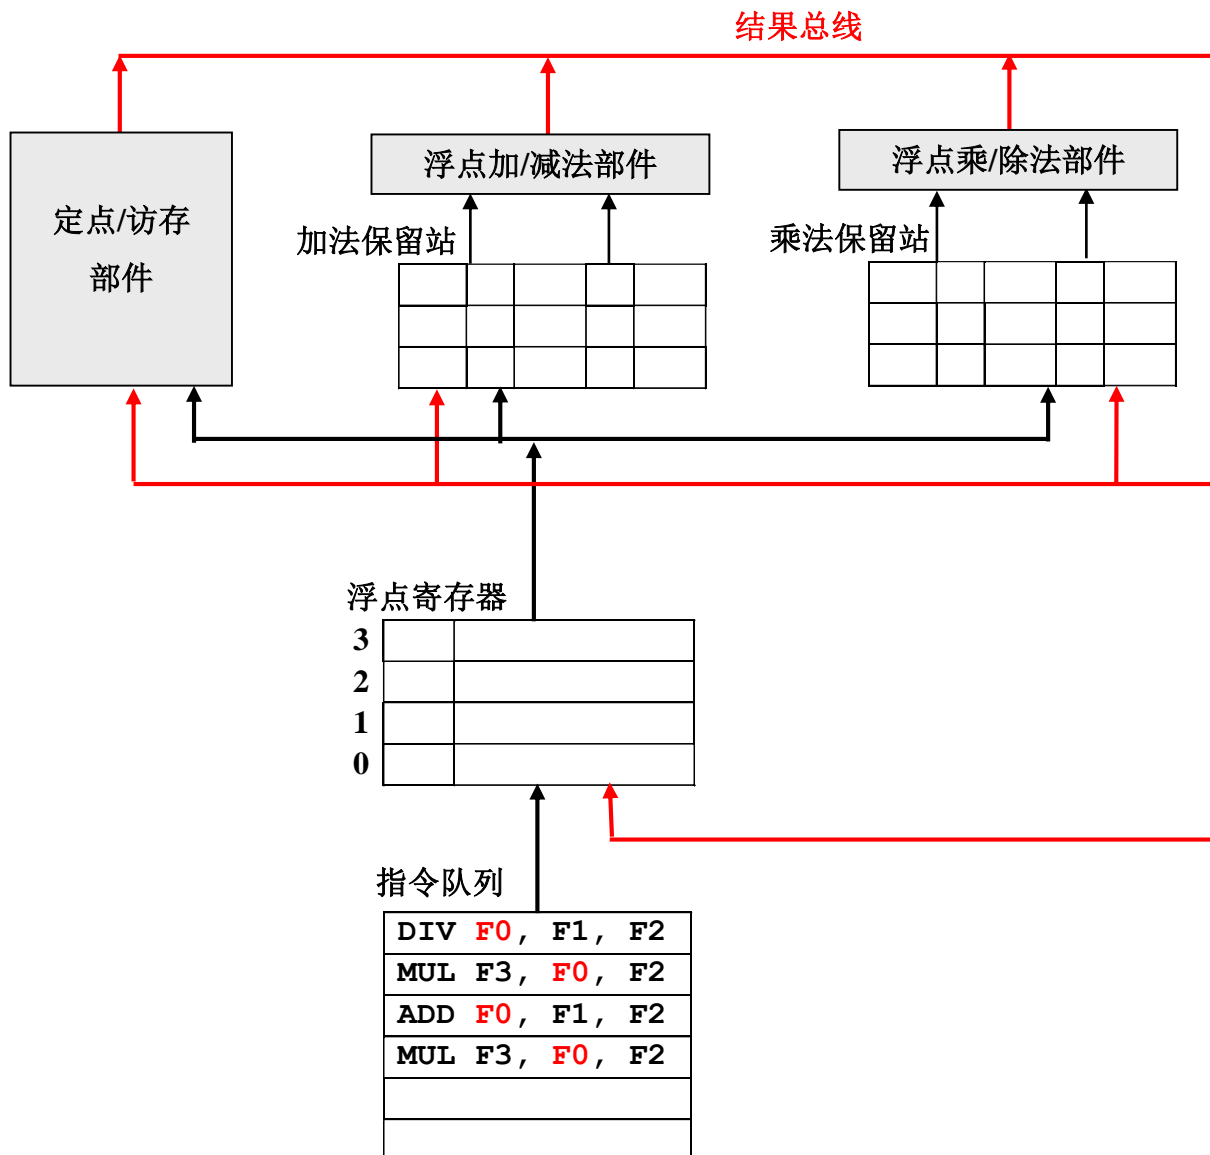 结果总线
定点/访存
部件
浮点加/减法部件
浮点乘/除法部件
加法保留站
乘法保留站
浮点寄存器
3
2
1
0
指令队列
DIV F0, F1, F2
MUL F3, F0, F2
ADD F0, F1, F2
MUL F3, F0, F2